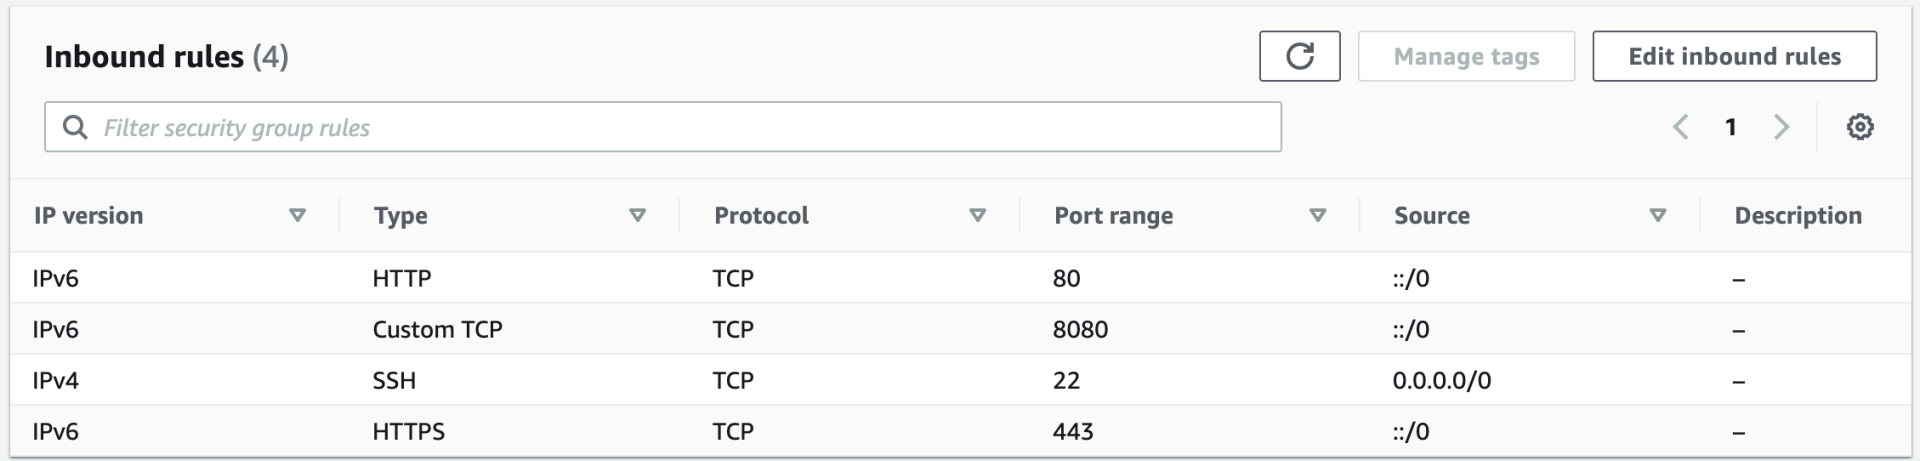 Inbound rules (4)
Manage tags
Edit inbound rules
Filter security group rules
1
IP version Type Protocol Port range Source Description
IPv6 HTTP TCP 80 ::/0 –
IPv6 Custom TCP TCP 8080 ::/0 –
IPv4 SSH TCP 22 0.0.0.0/0 –
IPv6 HTTPS TCP 443 ::/0 –